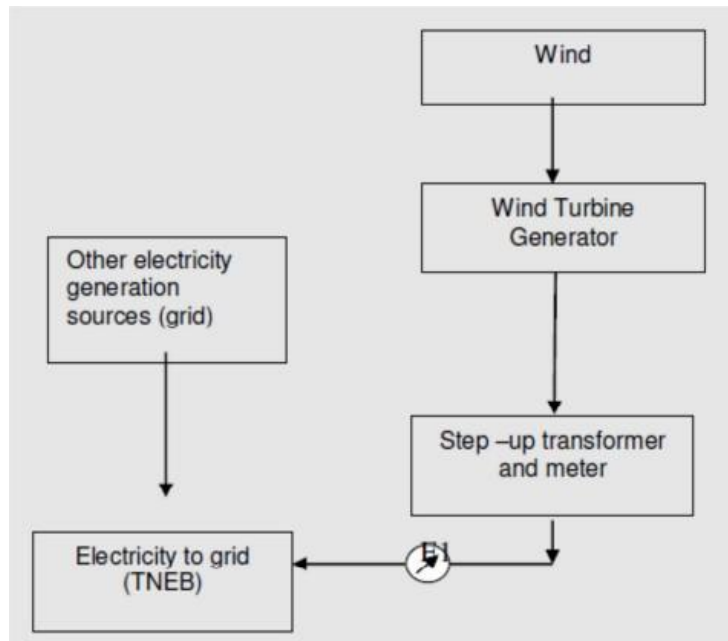 Wind
Wind Turbine
Generator
Other electricity
generation
sources (grid)
Step –up transformer
and meter
E1
Electricity to grid
(TNEB)